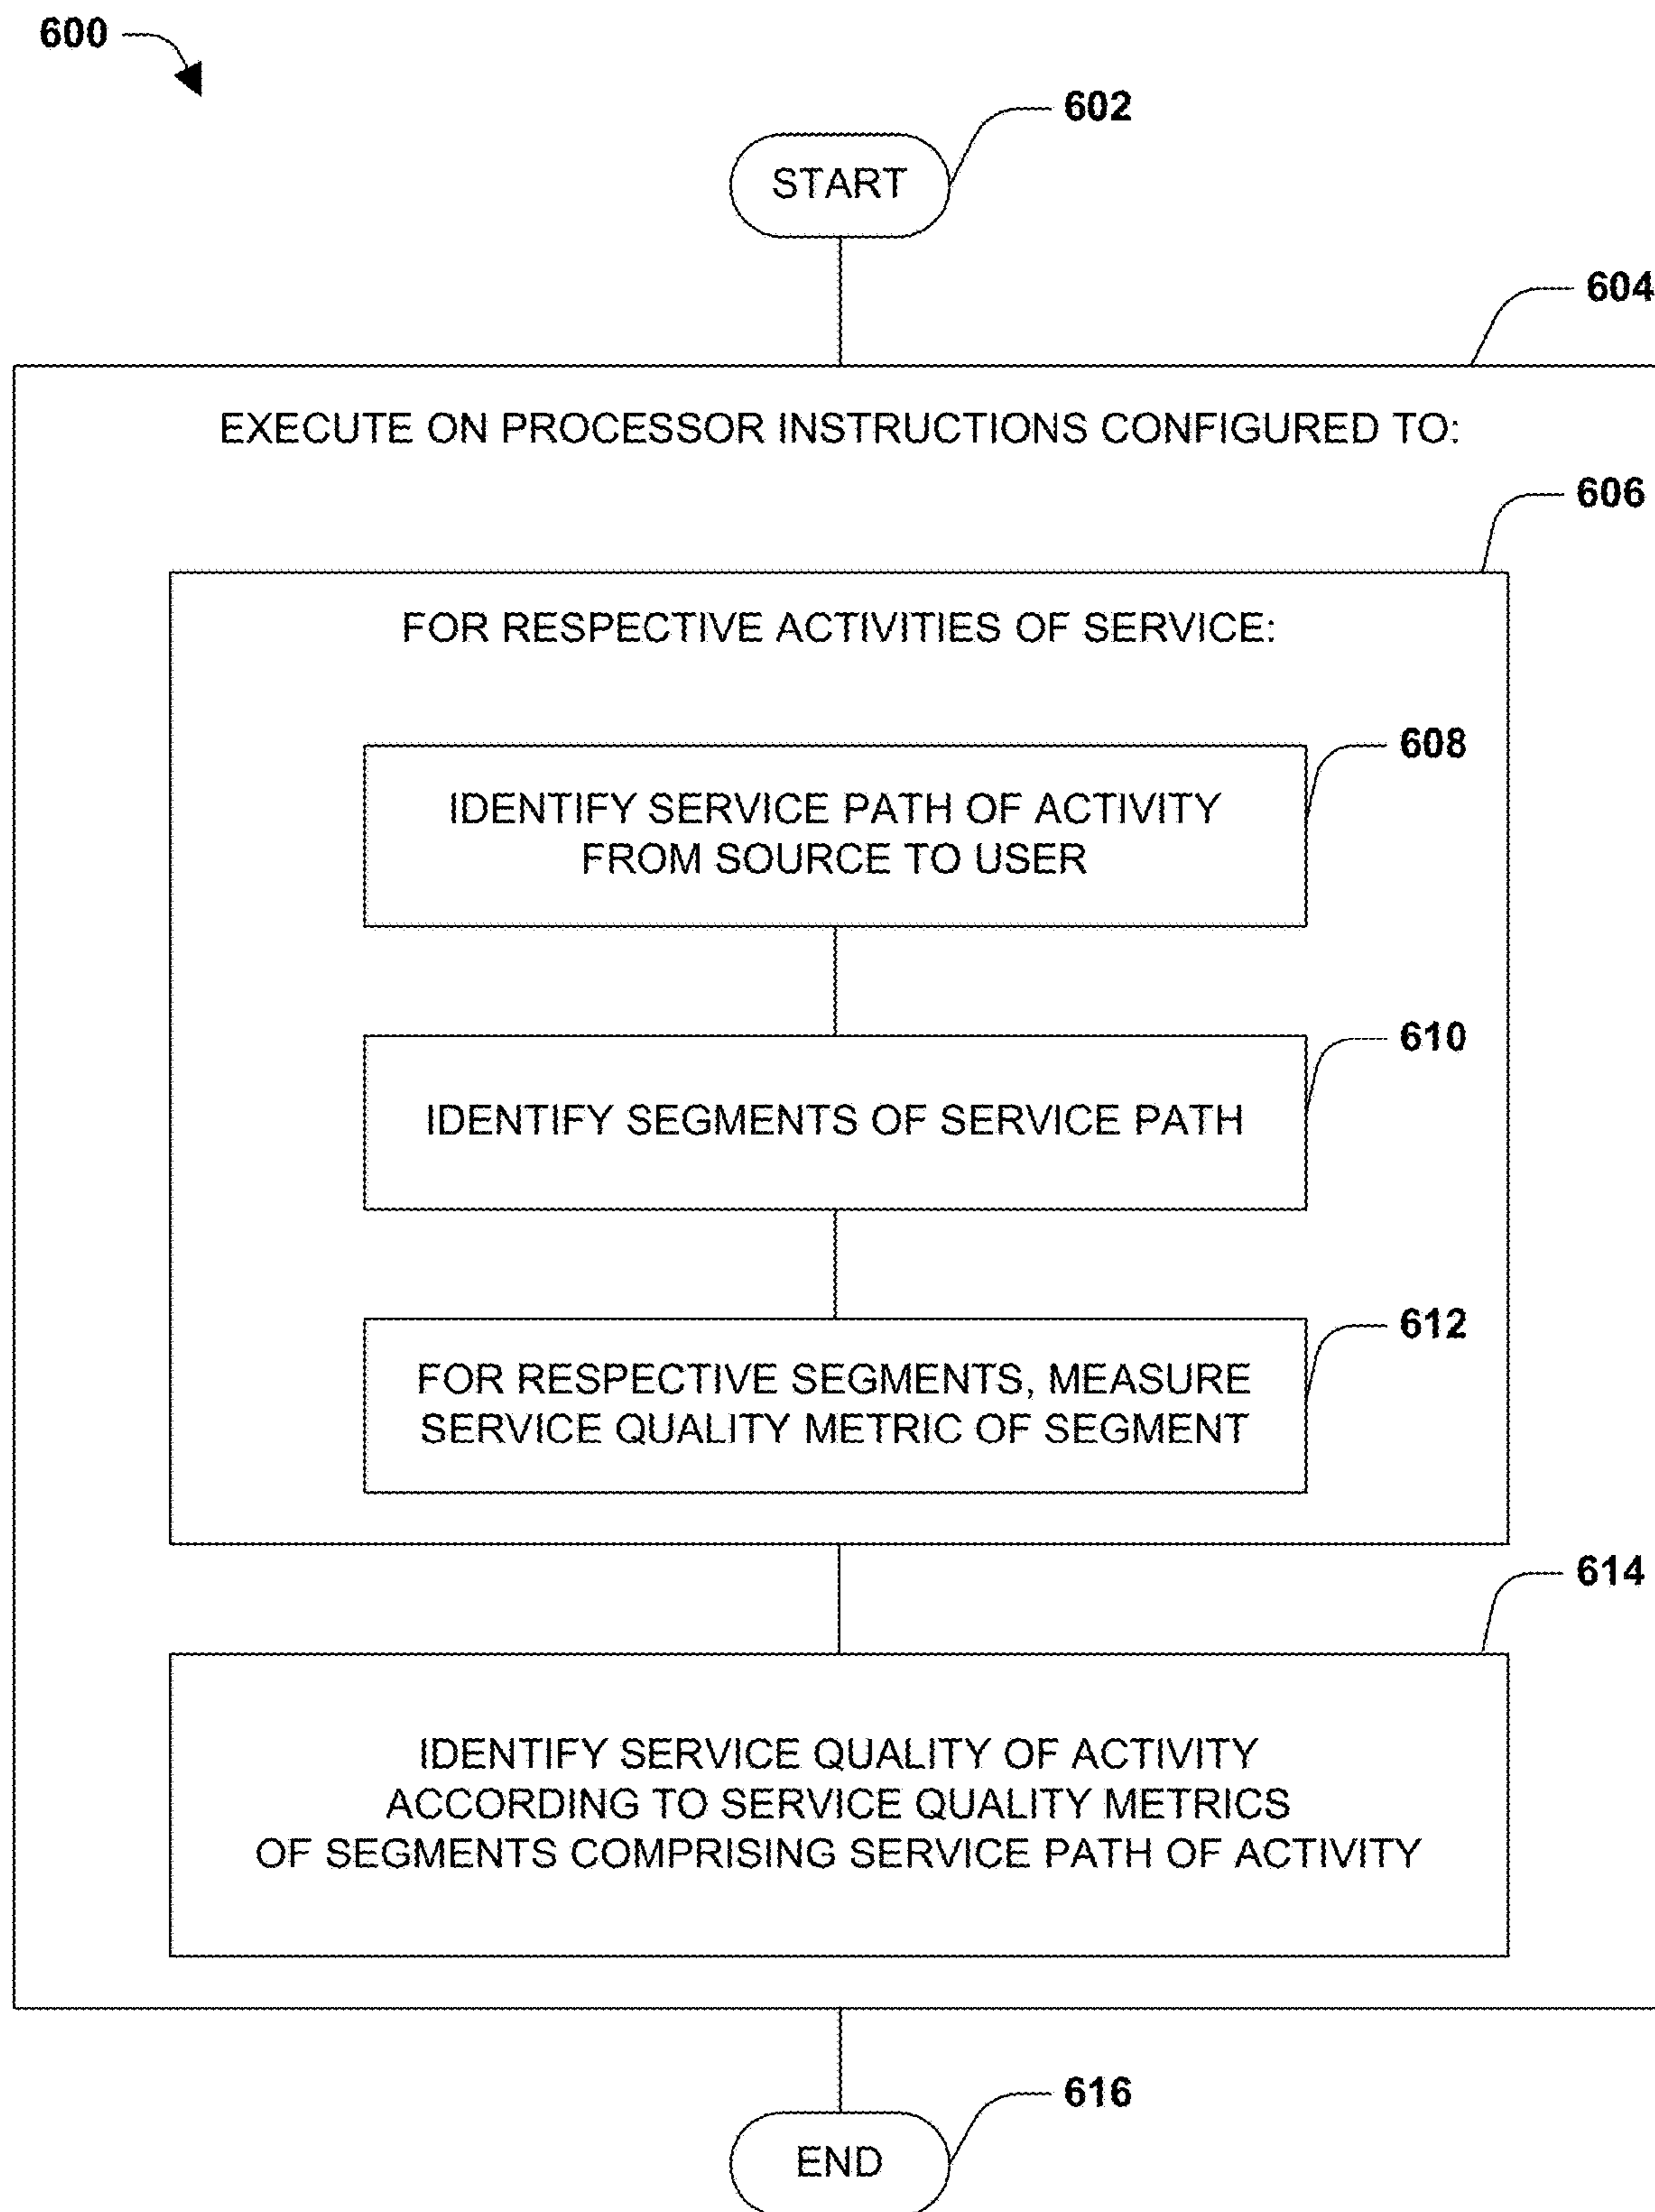 600
602
START
604
EXECUTE ON PROCESSOR INSTRUCTIONS CONFIGURED TO:
606
FOR RESPECTIVE ACTIVITIES OF SERVICE:
608
IDENTIFY SERVICE PATH OF ACTIVITY
FROM SOURCE TO USER
610
IDENTIFY SEGMENTS OF SERVICE PATH
612
FOR RESPECTIVE SEGMENTS, MEASURE
SERVICE QUALITY METRIC OF SEGMENT
614
IDENTIFY SERVICE QUALITY OF ACTIVITY
ACCORDING TO SERVICE QUALITY METRICS
OF SEGMENTS COMPRISING SERVICE PATH OF ACTIVITY
616
END